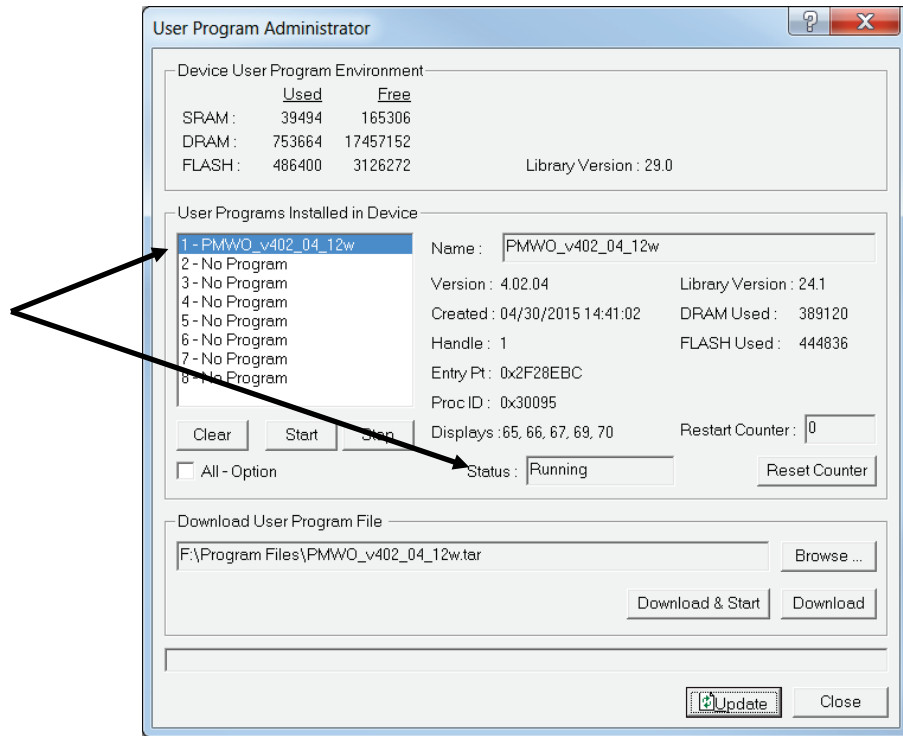 User Program Administrator
Device User Program Environment
Used Free
SRAM : 39494 165306
DRAM : 753664 17457152
FLASH : 486400 3126272 Library Version : 29.0
User Programs Installed in Device
1 - PMWO_v402_04_12w
2 - No Program
3 - No Program
4 - No Program
5 - No Program
6 - No Program
7 - No Program
8 - No Program
Name : PMWO_v402_04_12w
Version : 4.02.04 Library Version : 24.1
Created : 04/30/2015 14:41:02 DRAM Used : 389120
Handle : 1 FLASH Used : 444836
Entry Pt : 0x2F28EBC
Proc ID : 0x30095
Displays :65, 66, 67, 69, 70 Restart Counter : 0
Clear Start Stop
All - Option Status : Running Reset Counter
Download User Program File
F:\Program Files\PMWO_v402_04_12w.tar Browse ...
Download & Start Download
Update Close